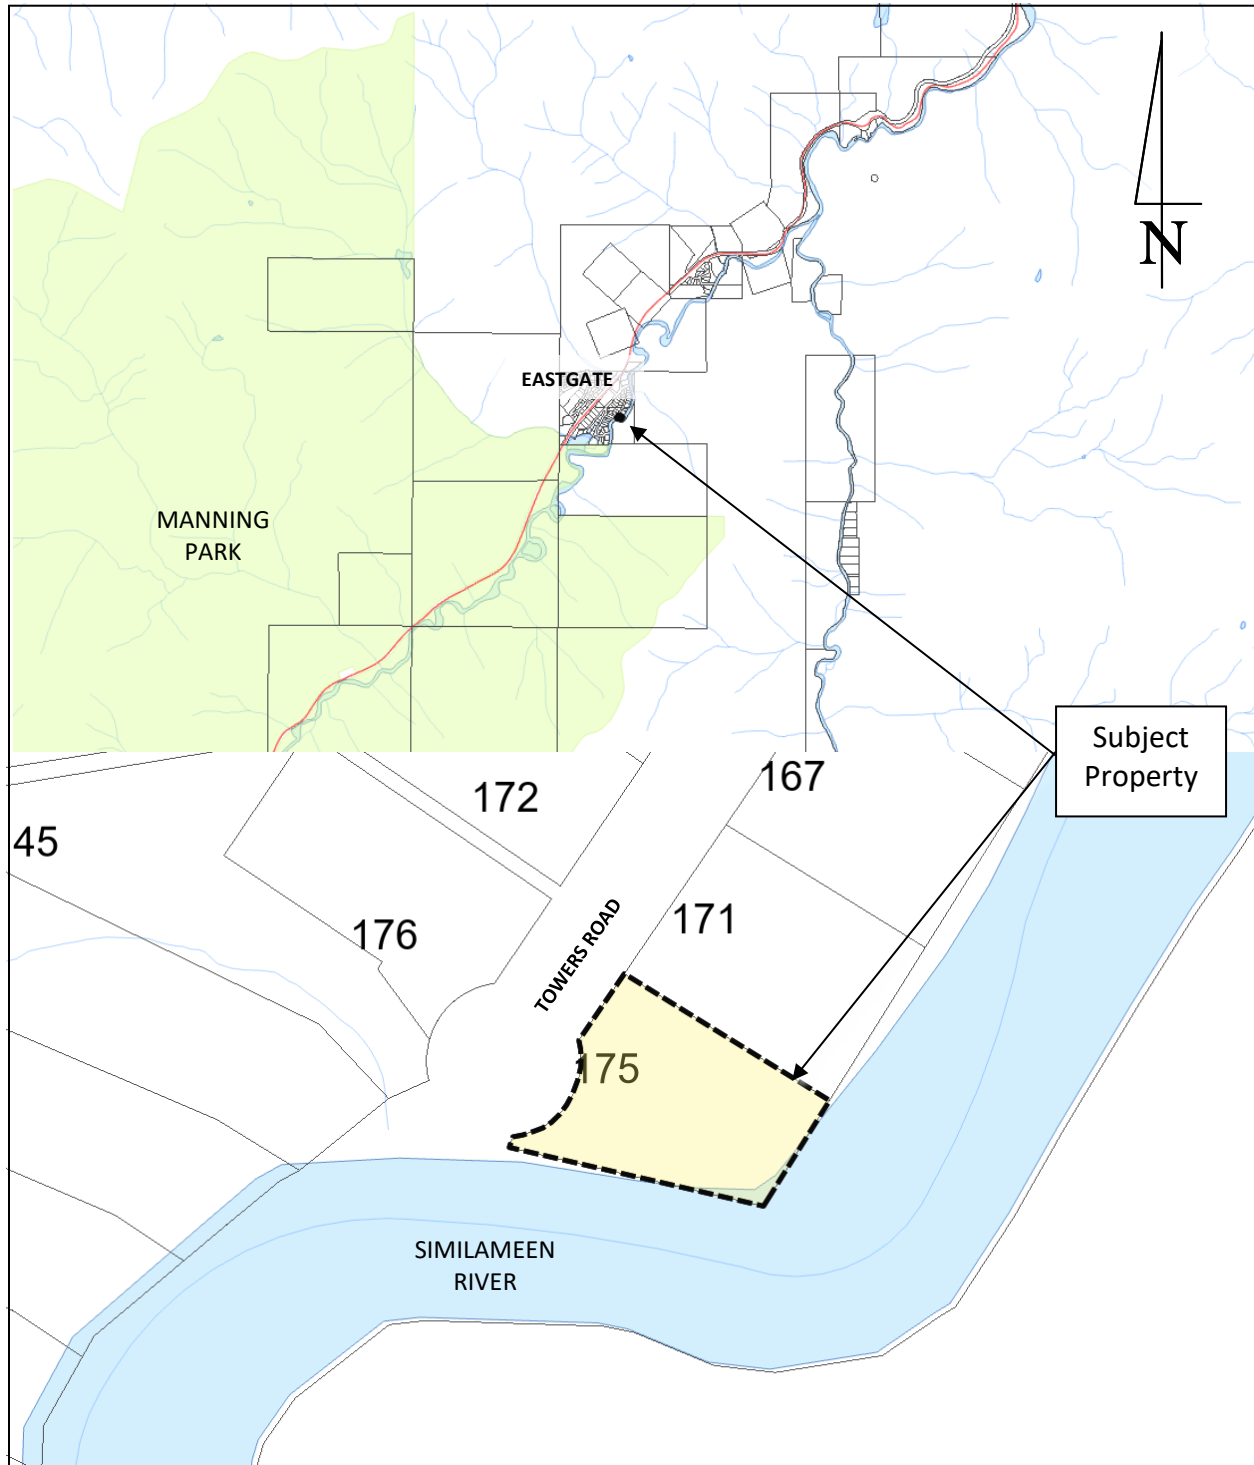 N
EASTGATE
MANNING
PARK
Subject
Property
167
172
45
171
176
TOWERS ROAD
175
SIMILAMEEN
RIVER